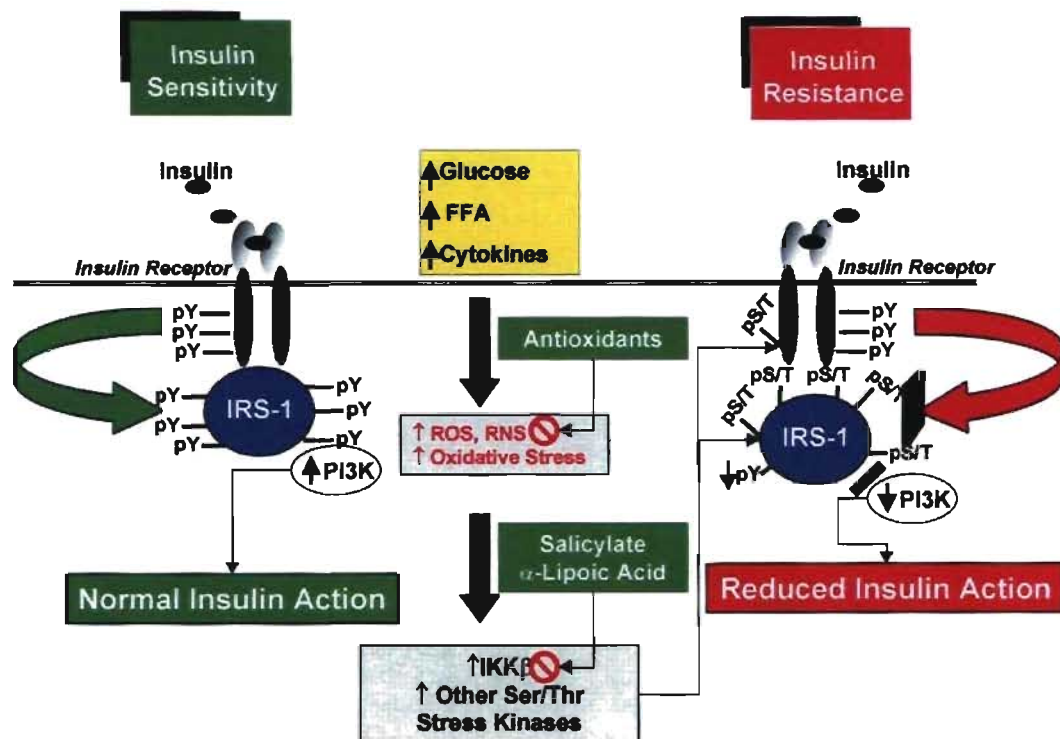 Insulin
Sensitivity
Insulin
Resistance
Insulin
↑Glucose
↑ FFA
↑Cytokines
Insulin
Insulin Receptor
Insulin Receptor
pY
pY
pY
pY
pY
pY
IRS-1
pY
pY
pY
↑PI3K
Normal Insulin Action
Antioxidants
↑ ROS, RNS
↑ Oxidative Stress
Salicylate
α-Lipoic Acid
↑IKKβ
↑ Other Ser/Thr
Stress Kinases
pS/T
pY
pY
pY
pS/T
pS/T
pS/T
pS/T
IRS-1
↓pY
pS/T
↓PI3K
Reduced Insulin Action